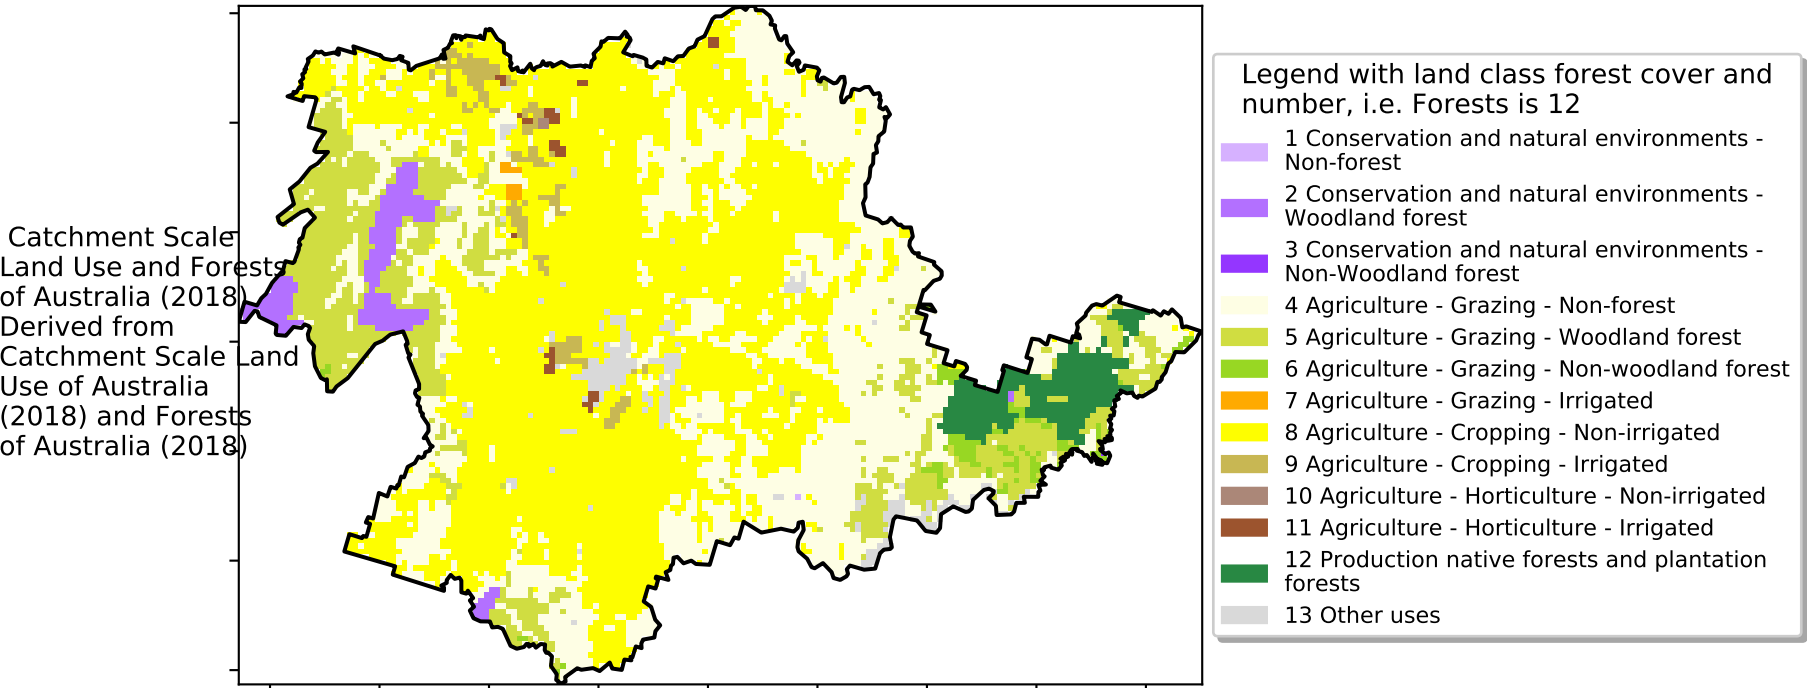 Catchment Scale
Land Use and Forests
of Australia (2018)
Derived from
Catchment Scale Land
Use of Australia
(2018) and Forests
of Australia (2018)
Legend with land class forest cover and
number, i.e. Forests is 12
1 Conservation and natural environments -
Non-forest
2 Conservation and natural environments -
Woodland forest
3 Conservation and natural environments -
Non-Woodland forest
4 Agriculture - Grazing - Non-forest
5 Agriculture - Grazing - Woodland forest
6 Agriculture - Grazing - Non-woodland forest
7 Agriculture - Grazing - Irrigated
8 Agriculture - Cropping - Non-irrigated
9 Agriculture - Cropping - Irrigated
10 Agriculture - Horticulture - Non-irrigated
11 Agriculture - Horticulture - Irrigated
12 Production native forests and plantation
forests
13 Other uses